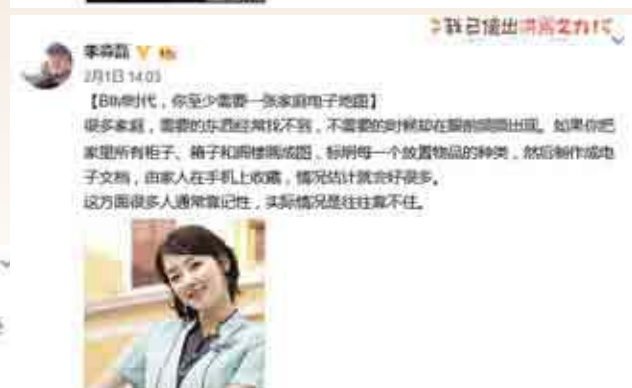 我已使出洪荒之力
李森磊
2月1日 14:03
【BIM时代，你至少需要一张家庭电子地图】
很多家庭，需要的东西经常找不到，不需要的时候却在眼前频频出现。如果你把
家里所有柜子、箱子和阁楼画成图，标明每一个放置物品的种类，然后制作成电
子文档，由家人在手机上收藏，情况估计就会好很多。
这方面很多人通常靠记性，实际情况是往往靠不住。